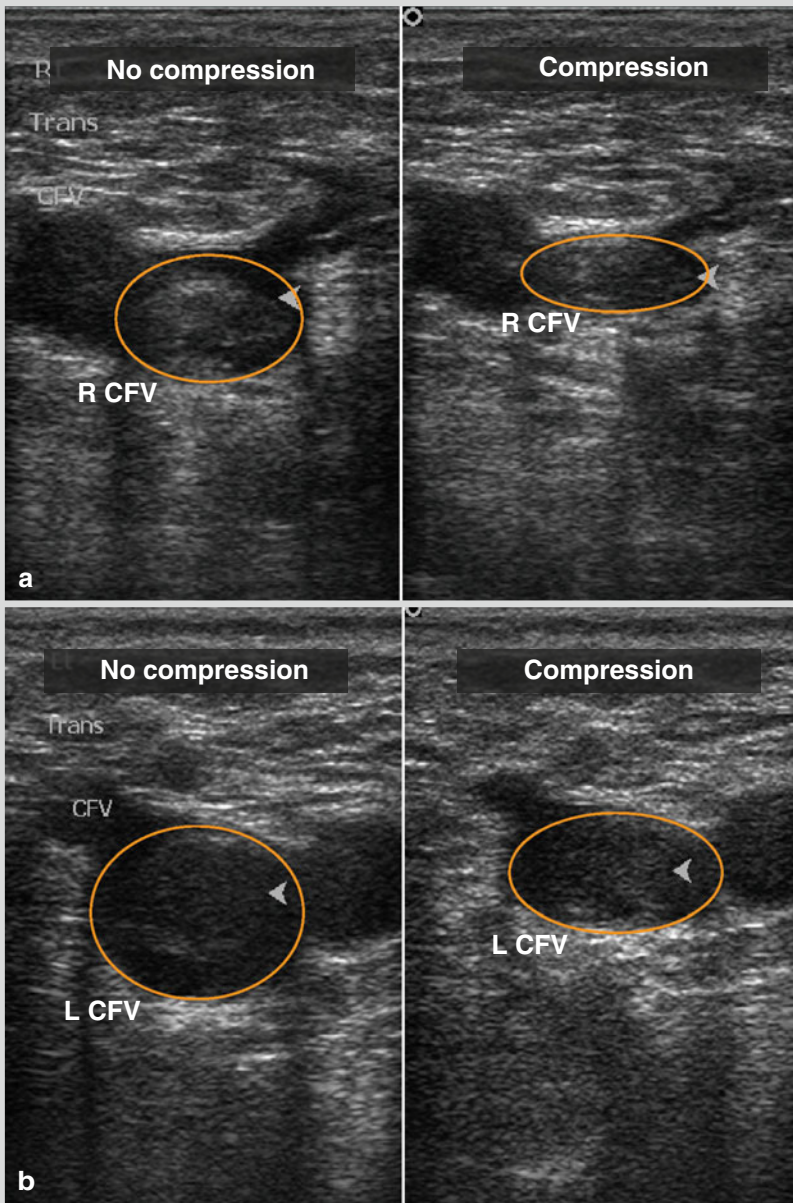 No compression
Compression
Trans
CFV
R CFV
R CFV
a
No compression
Compression
Trans
CFV
L CFV
L CFV
b